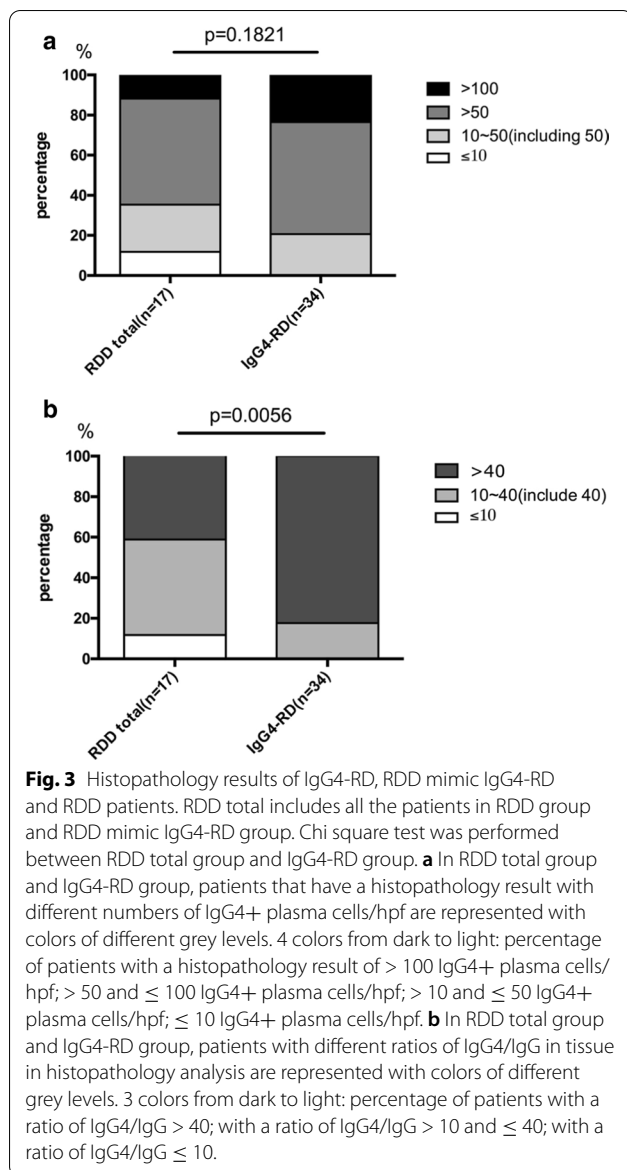 a
p=0.1821
%
100
80
60
40
20
0
percentage
>100
>50
10~50(including 50)
≤10
RDD total(n=17)
IgG4-RD(n=34)
b
p=0.0056
%
100
80
60
40
20
0
percentage
>40
10~40(include 40)
≤10
RDD total(n=17)
IgG4-RD(n=34)
Fig. 3 Histopathology results of IgG4-RD, RDD mimic IgG4-RD
and RDD patients. RDD total includes all the patients in RDD group
and RDD mimic IgG4-RD group. Chi square test was performed
between RDD total group and IgG4-RD group. a In RDD total group
and IgG4-RD group, patients that have a histopathology result with
different numbers of IgG4+ plasma cells/hpf are represented with
colors of different grey levels. 4 colors from dark to light: percentage
of patients with a histopathology result of > 100 IgG4+ plasma cells/
hpf; > 50 and ≤ 100 IgG4+ plasma cells/hpf; > 10 and ≤ 50 IgG4+
plasma cells/hpf; ≤ 10 IgG4+ plasma cells/hpf. b In RDD total group
and IgG4-RD group, patients with different ratios of IgG4/IgG in tissue
in histopathology analysis are represented with colors of different
grey levels. 3 colors from dark to light: percentage of patients with a
ratio of IgG4/IgG > 40; with a ratio of IgG4/IgG > 10 and ≤ 40; with a
ratio of IgG4/IgG ≤ 10.